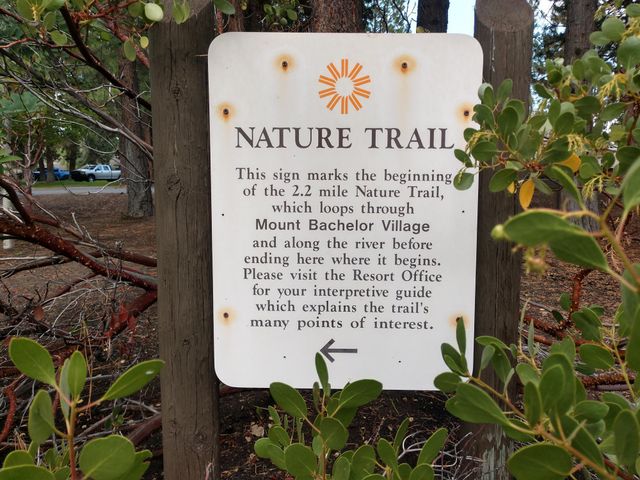 NATURE TRAIL
This sign marks the beginning
of the 2.2 mile Nature Trail,
which loops through
Mount Bachelor Village
and along the river before
ending here where it begins.
Please visit the Resort Office
for your interpretive guide
which explains the trail's
many points of interest.